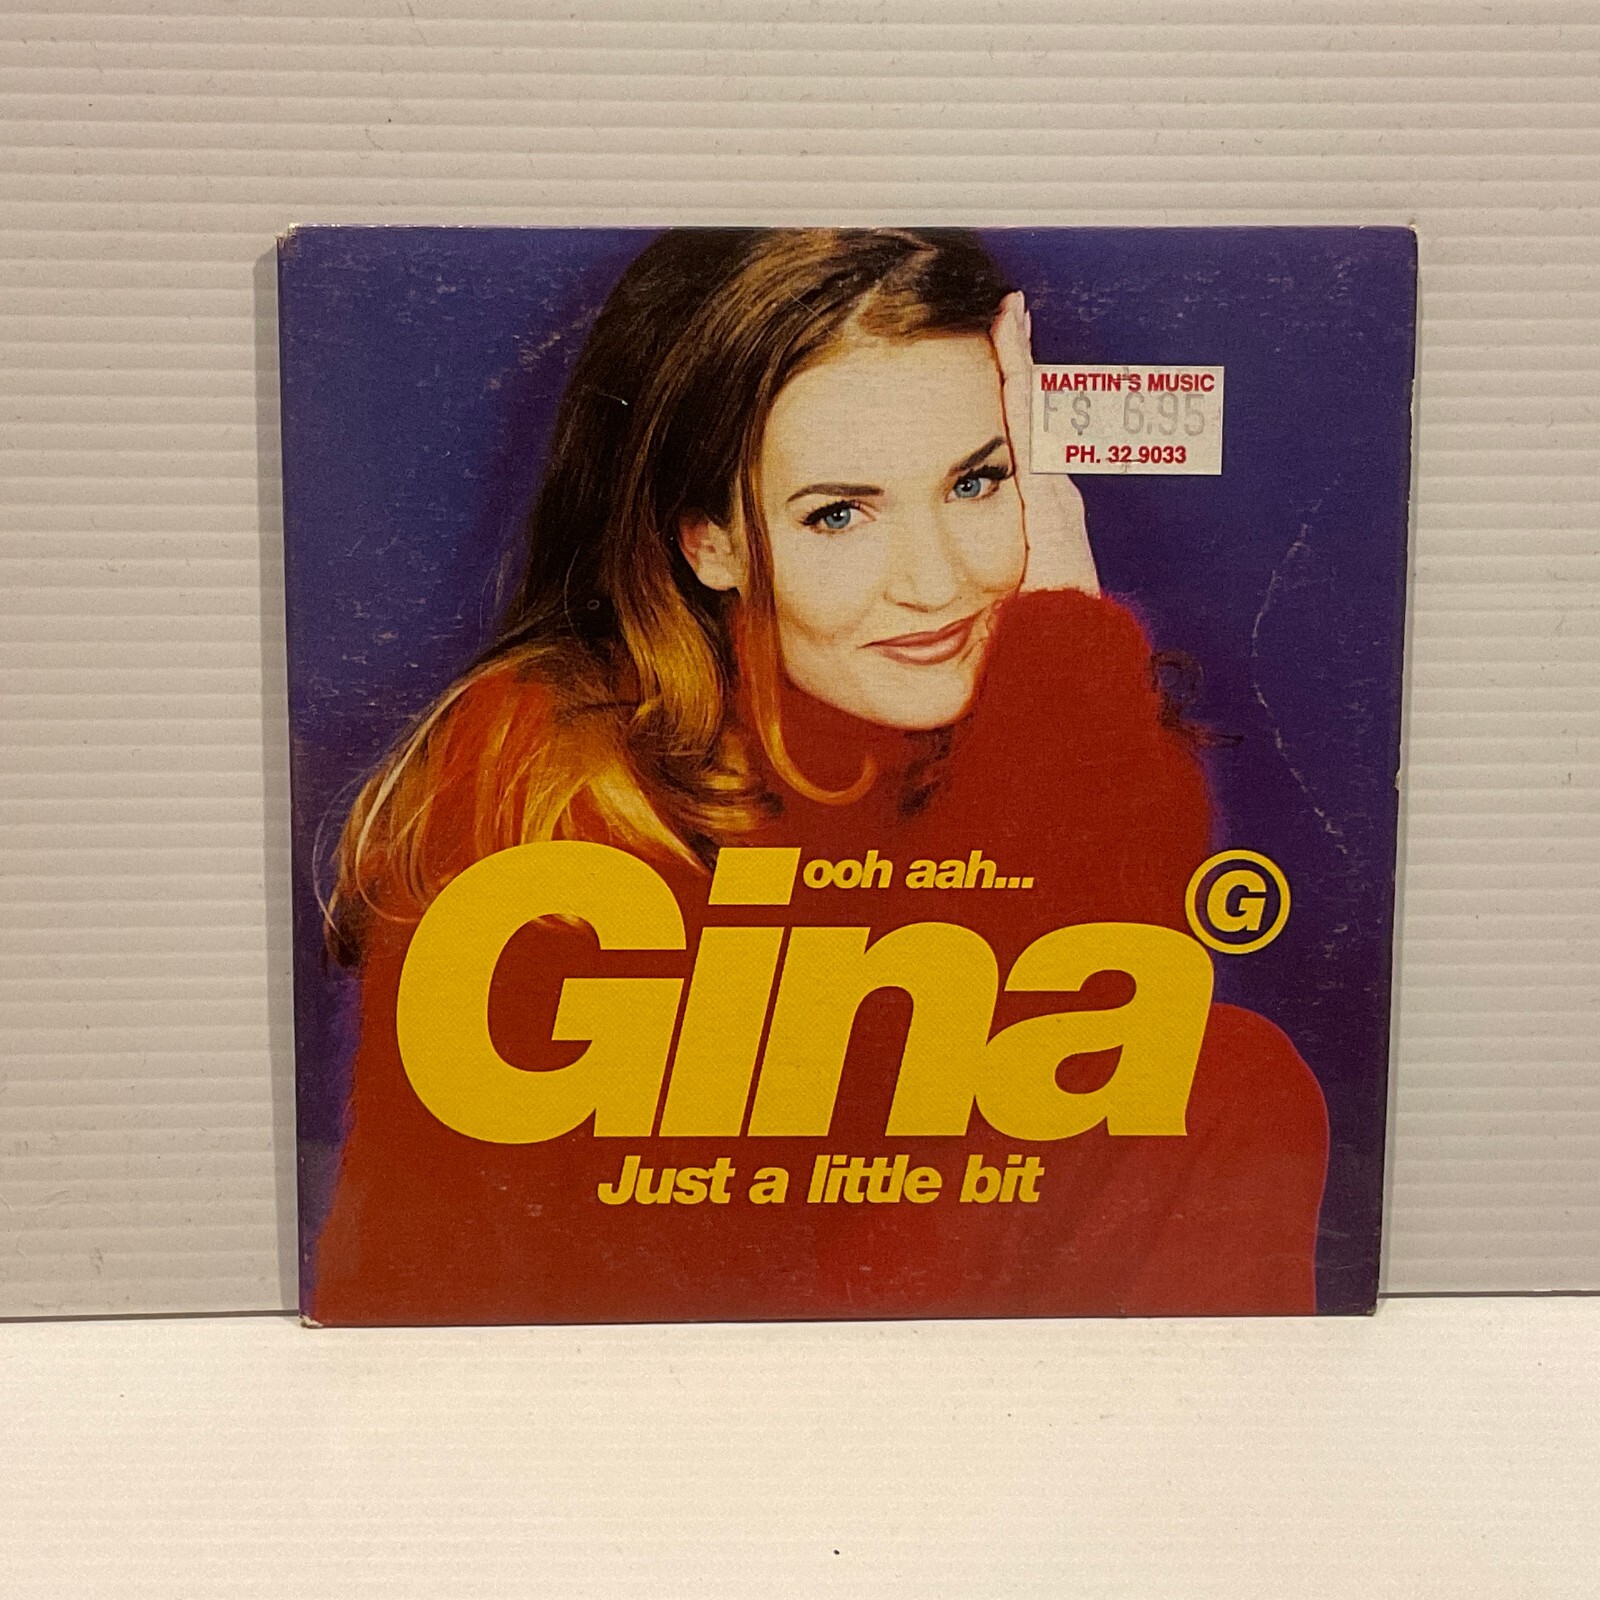 MARTIN'S MUSIC
F$ 6.95
PH. 32 9033
ooh aah...
Gina G
Just a little bit